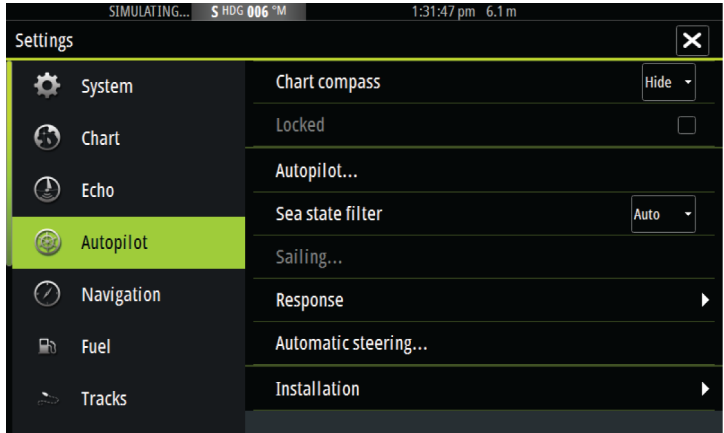 SIMULATING... S HDG 006 °M 1:31:47 pm 6.1 m
Settings
System
Chart
Echo
Autopilot
Navigation
Fuel
Tracks
Chart compass Hide
Locked
Autopilot...
Sea state filter Auto
Sailing...
Response
Automatic steering...
Installation